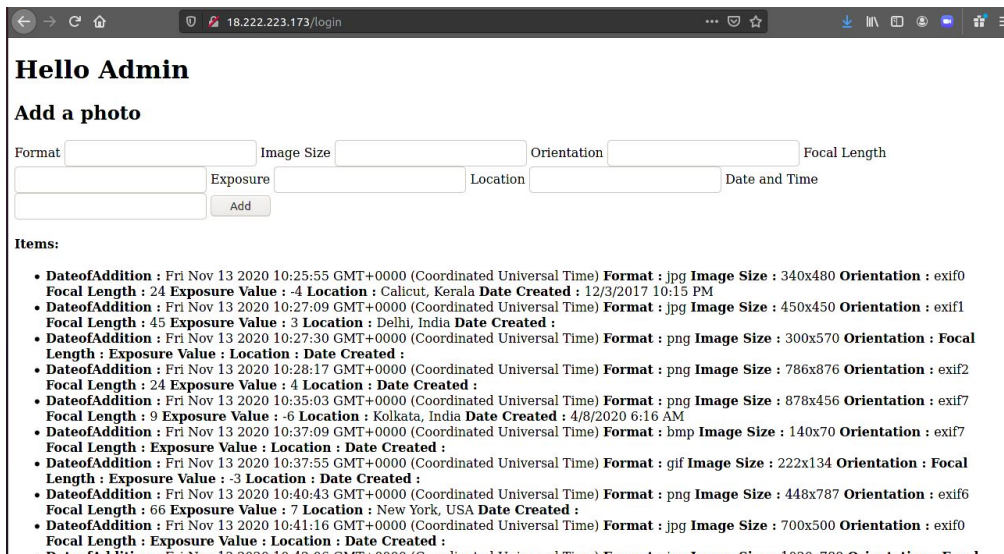 18.222.223.173/login
Hello Admin
Add a photo
Format Image Size Orientation Focal Length
Exposure Location Date and Time
Add
Items:
• DateofAddition : Fri Nov 13 2020 10:25:55 GMT+0000 (Coordinated Universal Time) Format : jpg Image Size : 340x480 Orientation : exif0
Focal Length : 24 Exposure Value : -4 Location : Calicut, Kerala Date Created : 12/3/2017 10:15 PM
• DateofAddition : Fri Nov 13 2020 10:27:09 GMT+0000 (Coordinated Universal Time) Format : jpg Image Size : 450x450 Orientation : exif1
Focal Length : 45 Exposure Value : 3 Location : Delhi, India Date Created :
• DateofAddition : Fri Nov 13 2020 10:27:30 GMT+0000 (Coordinated Universal Time) Format : png Image Size : 300x570 Orientation : Focal
Length : Exposure Value : Location : Date Created :
• DateofAddition : Fri Nov 13 2020 10:28:17 GMT+0000 (Coordinated Universal Time) Format : png Image Size : 786x876 Orientation : exif2
Focal Length : 24 Exposure Value : 4 Location : Date Created :
• DateofAddition : Fri Nov 13 2020 10:35:03 GMT+0000 (Coordinated Universal Time) Format : png Image Size : 878x456 Orientation : exif7
Focal Length : 9 Exposure Value : -6 Location : Kolkata, India Date Created : 4/8/2020 6:16 AM
• DateofAddition : Fri Nov 13 2020 10:37:09 GMT+0000 (Coordinated Universal Time) Format : bmp Image Size : 140x70 Orientation : exif7
Focal Length : Exposure Value : Location : Date Created :
• DateofAddition : Fri Nov 13 2020 10:37:55 GMT+0000 (Coordinated Universal Time) Format : gif Image Size : 222x134 Orientation : Focal
Length : Exposure Value : -3 Location : Date Created :
• DateofAddition : Fri Nov 13 2020 10:40:43 GMT+0000 (Coordinated Universal Time) Format : png Image Size : 448x787 Orientation : exif6
Focal Length : 66 Exposure Value : 7 Location : New York, USA Date Created :
• DateofAddition : Fri Nov 13 2020 10:41:16 GMT+0000 (Coordinated Universal Time) Format : jpg Image Size : 700x500 Orientation : exif0
Focal Length : Exposure Value : Location : Date Created :